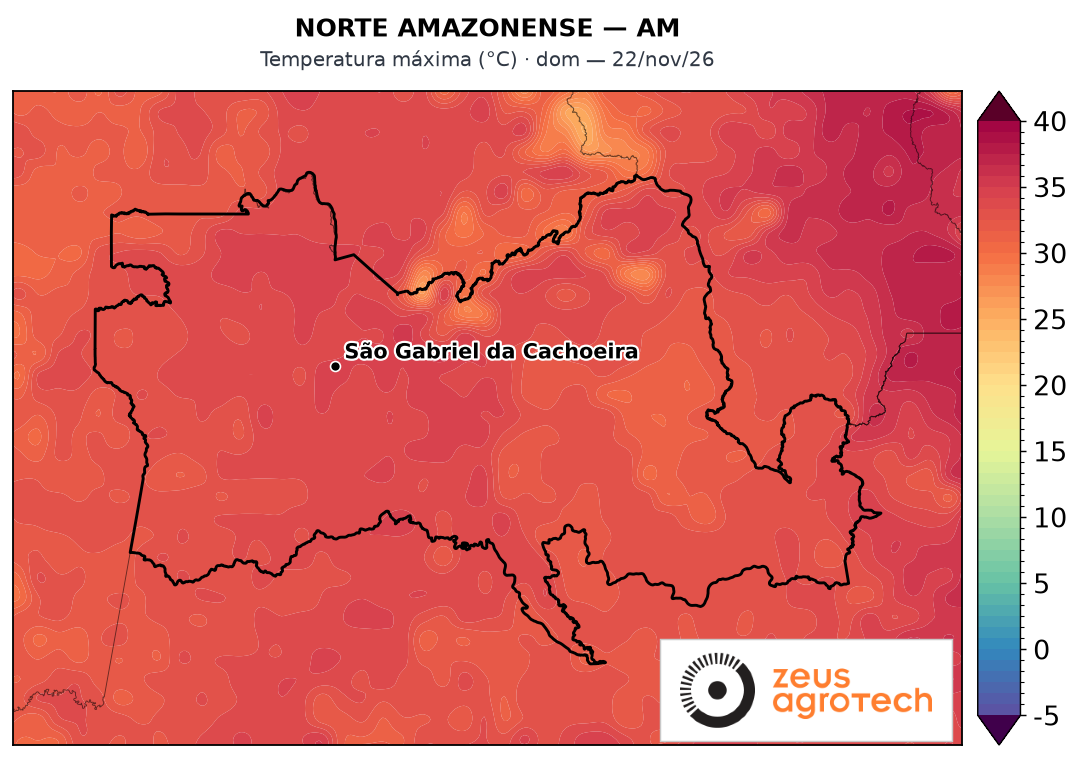 NORTE AMAZONENSE — AM
Temperatura máxima (°C) · dom — 22/nov/26
São Gabriel da Cachoeira
40
35
30
25
20
15
10
5
0
-5
zeus
agrotech